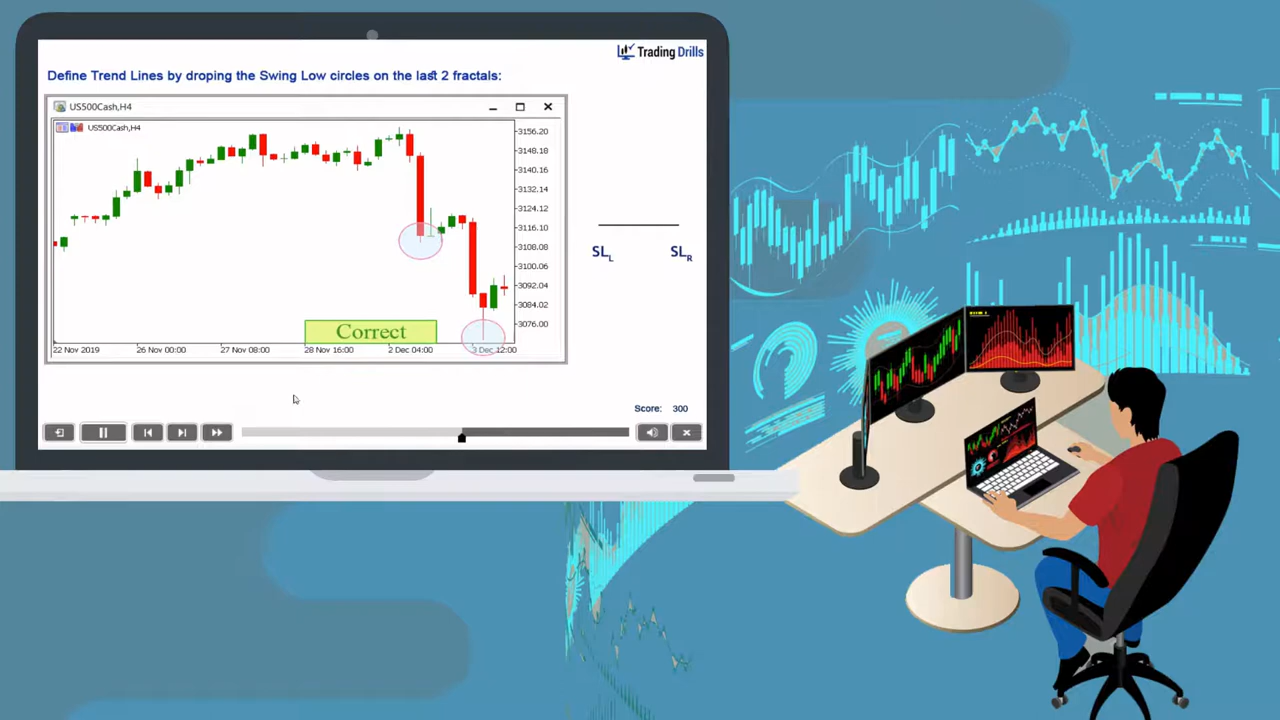 Trading Drills
Define Trend Lines by droping the Swing Low circles on the last 2 fractals:
US500Cash,H4
US500Cash,H4
3156.20
3148.18
3140.16
3132.14
3124.12
3116.10
3108.08
3100.06
3092.04
3084.02
3076.00
SL L
SL R
Correct
22 Nov 2019 26 Nov 00:00 27 Nov 08:00 28 Nov 16:00 2 Dec 04:00 3 Dec 12:00
Score: 300